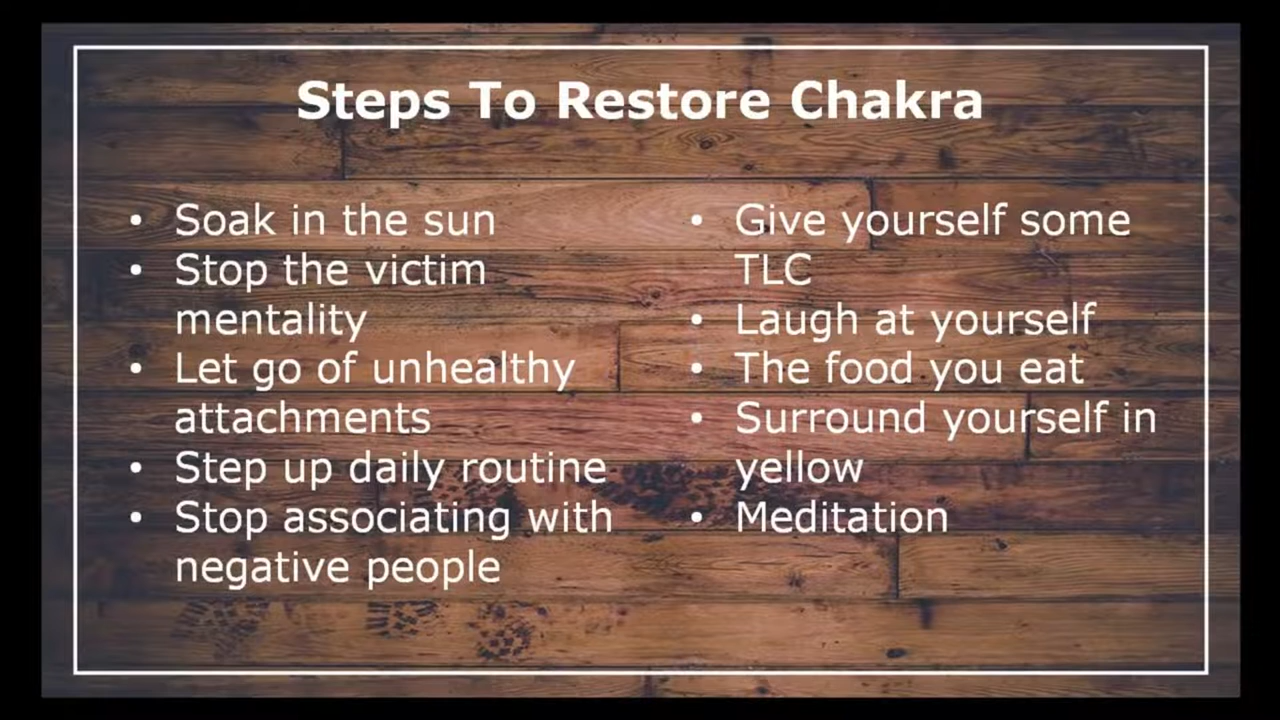 Steps To Restore Chakra
• Soak in the sun
• Stop the victim
mentality
• Let go of unhealthy
attachments
• Step up daily routine
• Stop associating with
negative people
• Give yourself some
TLC
• Laugh at yourself
• The food you eat
• Surround yourself in
yellow
• Meditation